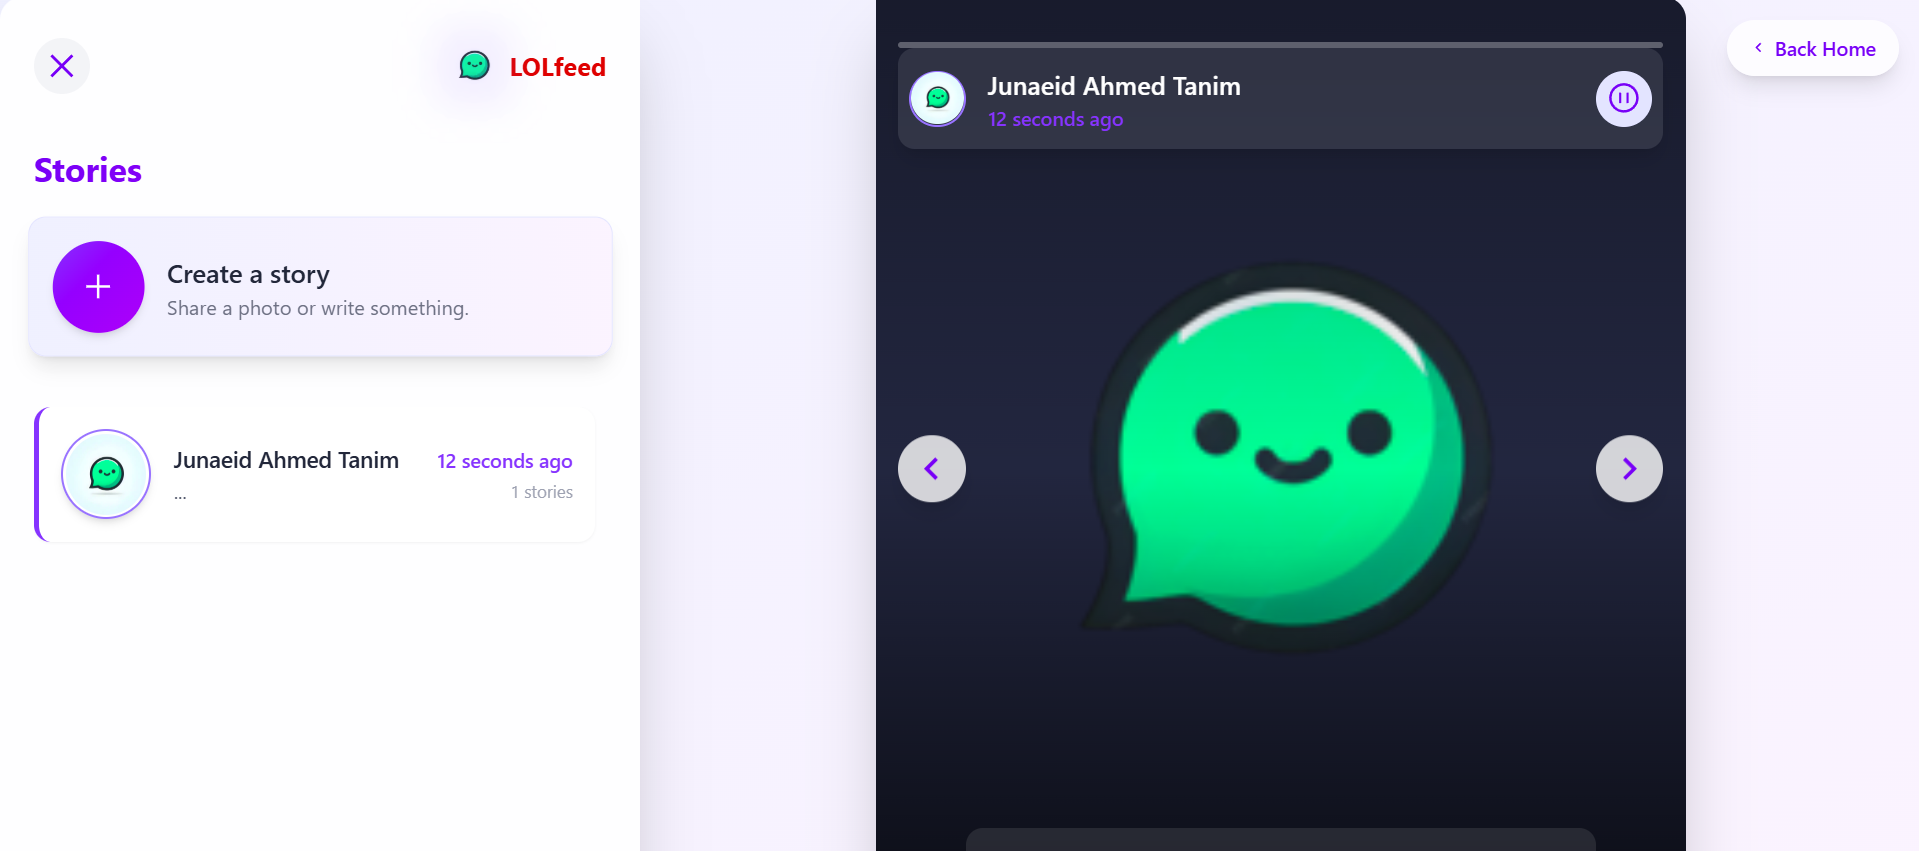 LOLfeed
Stories
Create a story
Share a photo or write something.
Junaeid Ahmed Tanim
12 seconds ago
...
1 stories
Junaeid Ahmed Tanim
12 seconds ago
Back Home